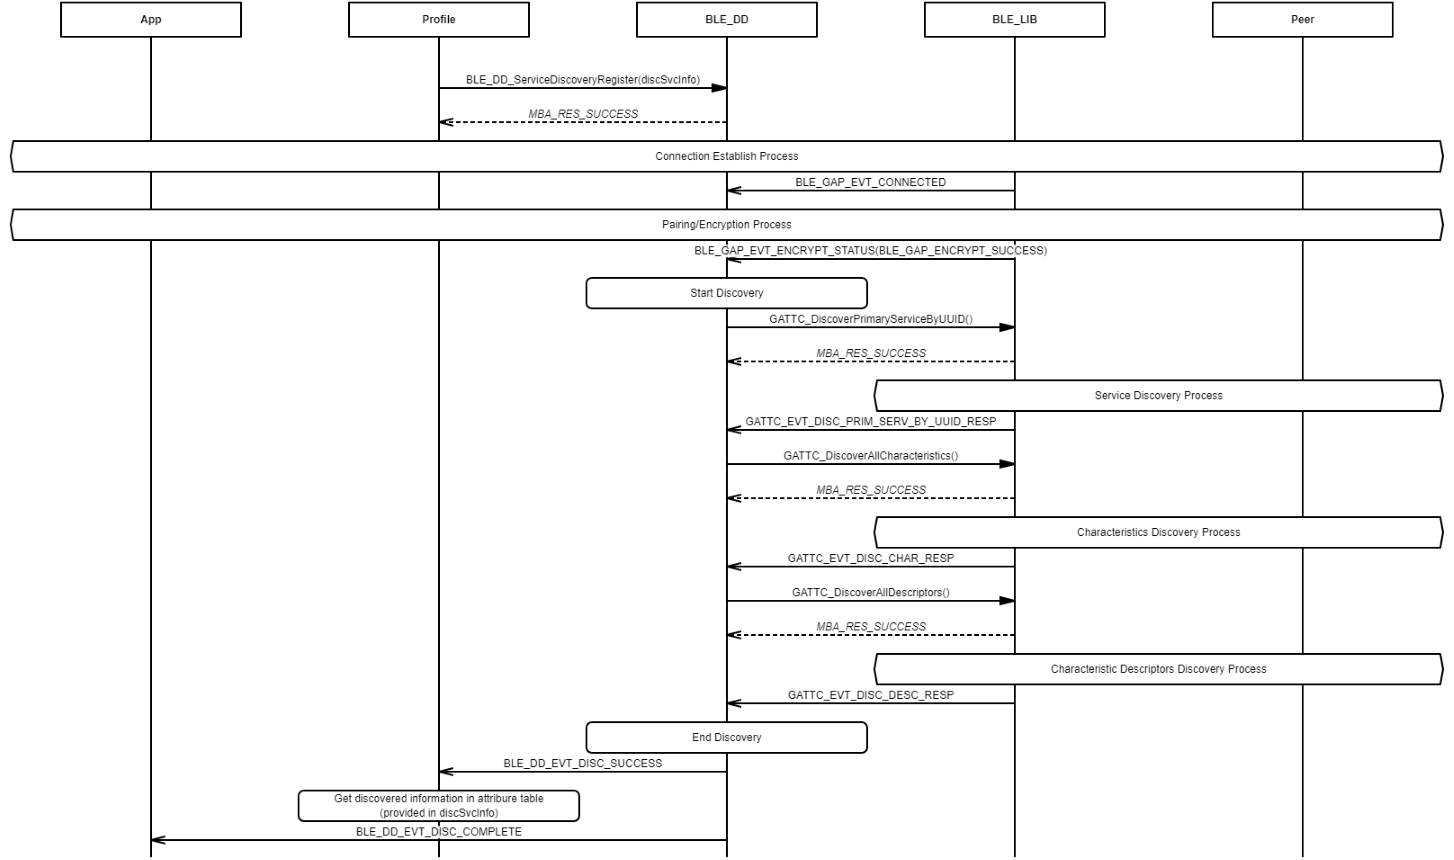 App
Profile
BLE_DD
BLE_LIB
Peer
BLE_DD_ServiceDiscoveryRegister(discSvcInfo)
MBA_RES_SUCCESS
Connection Establish Process
BLE_GAP_EVT_CONNECTED
Pairing/Encryption Process
BLE_GAP_EVT_ENCRYPT_STATUS(BLE_GAP_ENCRYPT_SUCCESS)
Start Discovery
GATTC_DiscoverPrimaryServiceByUUID()
MBA_RES_SUCCESS
Service Discovery Process
GATTC_EVT_DISC_PRIM_SERV_BY_UUID_RESP
GATTC_DiscoverAllCharacteristics()
MBA_RES_SUCCESS
Characteristics Discovery Process
GATTC_EVT_DISC_CHAR_RESP
GATTC_DiscoverAllDescriptors()
MBA_RES_SUCCESS
Characteristic Descriptors Discovery Process
GATTC_EVT_DISC_DESC_RESP
End Discovery
BLE_DD_EVT_DISC_SUCCESS
Get discovered information in attribure table
(provided in discSvcInfo)
BLE_DD_EVT_DISC_COMPLETE